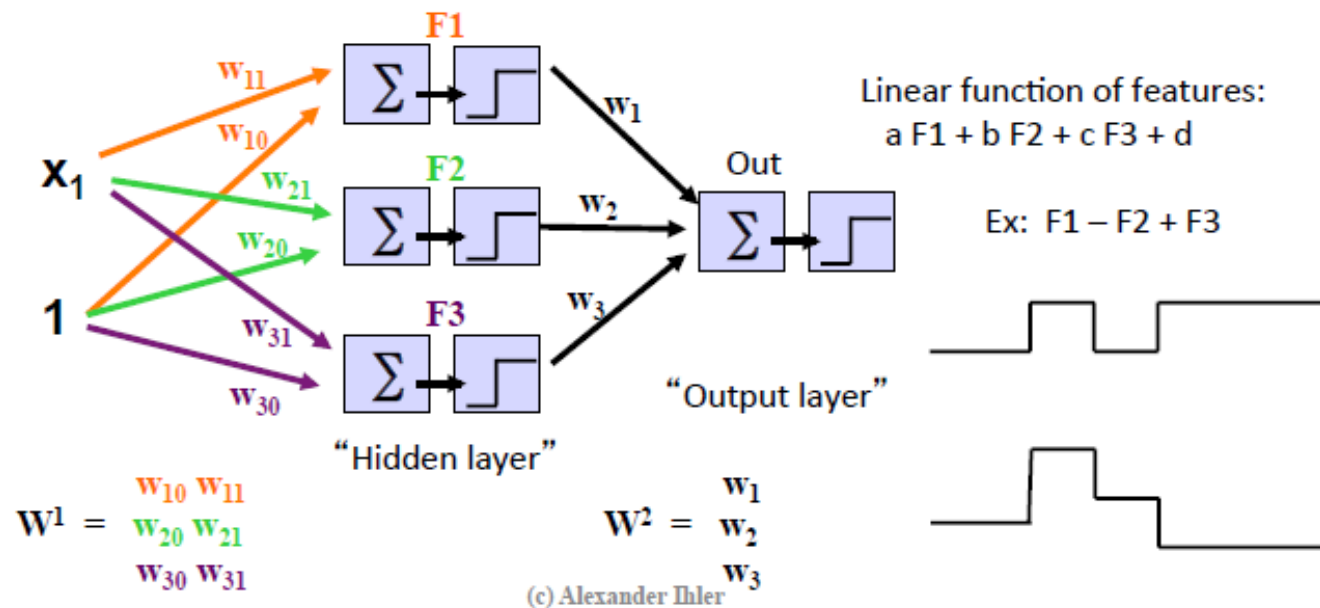 F1
w11
w10
x1
w21
F2
w20
1
w31
F3
w30
w1
w2
w3
Out
Σ
Σ
Σ
Σ
“Hidden layer”
“Output layer”
Linear function of features:
a F1 + b F2 + c F3 + d
Ex: F1 – F2 + F3
W¹ =
w10 w11
w20 w21
w30 w31
W² =
w1
w2
w3
(c) Alexander Ihler